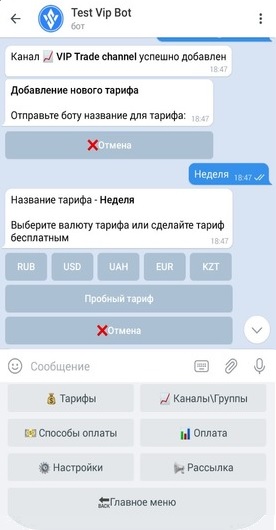 Test Vip Bot
бот
Канал 📈 VIP Trade channel успешно добавлен
18:47
Добавление нового тарифа
Отправьте боту название для тарифа:
18:47
❌Отмена
Неделя 18:47
Название тарифа - Неделя
Выберите валюту тарифа или сделайте тариф
бесплатным
18:47
RUB USD UAH EUR KZT
Пробный тариф
❌Отмена
Сообщение
💰 Тарифы 📈 Каналы\Группы
💵 Способы оплаты 📊 Оплата
⚙️ Настройки 📢 Рассылка
🔙Главное меню